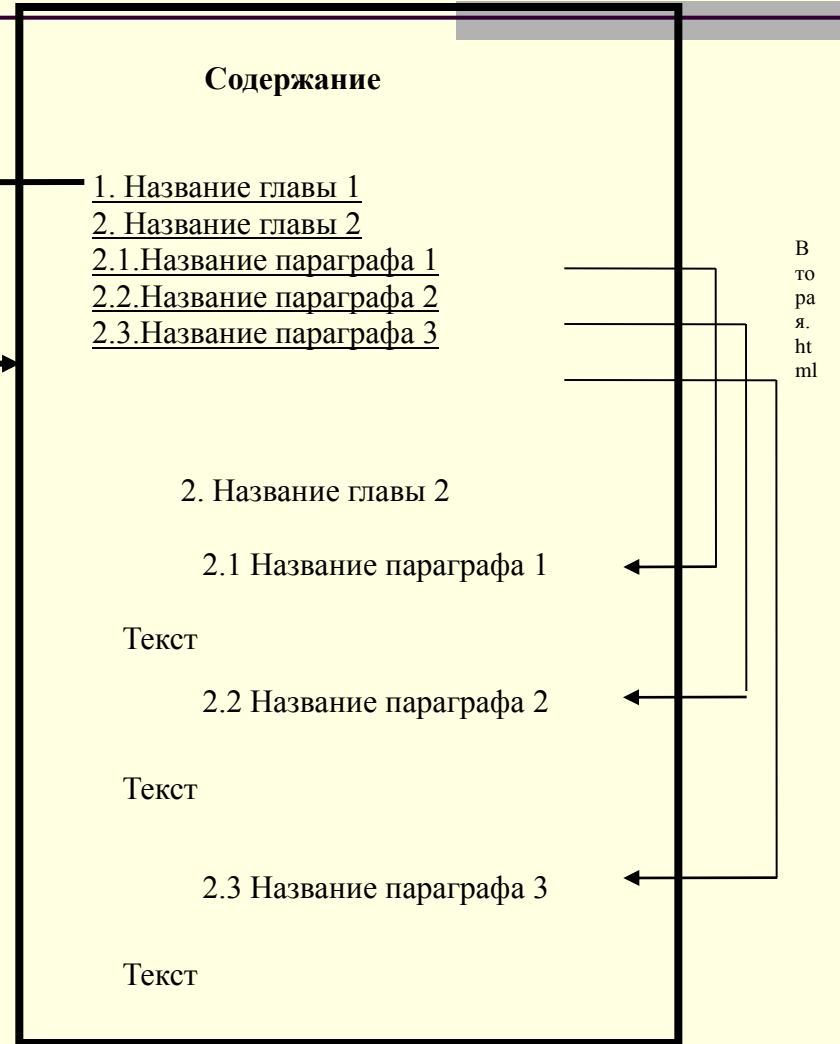 Содержание
1. Название главы 1
2. Название главы 2
2.1.Название параграфа 1
2.2.Название параграфа 2
2.3.Название параграфа 3
В
то
ра
я.
ht
ml
2. Название главы 2
2.1 Название параграфа 1
Текст
2.2 Название параграфа 2
Текст
2.3 Название параграфа 3
Текст